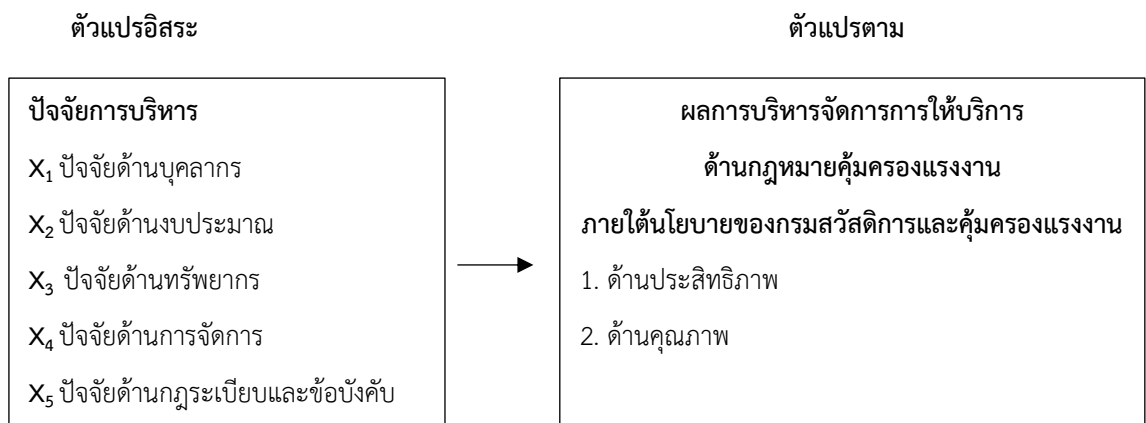 ตัวแปรอิสระ
ตัวแปรตาม
ปัจจัยการบริหาร
X₁ ปัจจัยด้านบุคลากร
X₂ ปัจจัยด้านงบประมาณ
X₃ ปัจจัยด้านทรัพยากร
X₄ ปัจจัยด้านการจัดการ
X₅ ปัจจัยด้านกฎระเบียบและข้อบังคับ
ผลการบริหารจัดการการให้บริการ
ด้านกฎหมายคุ้มครองแรงงาน
ภายใต้นโยบายของกรมสวัสดิการและคุ้มครองแรงงาน
1. ด้านประสิทธิภาพ
2. ด้านคุณภาพ